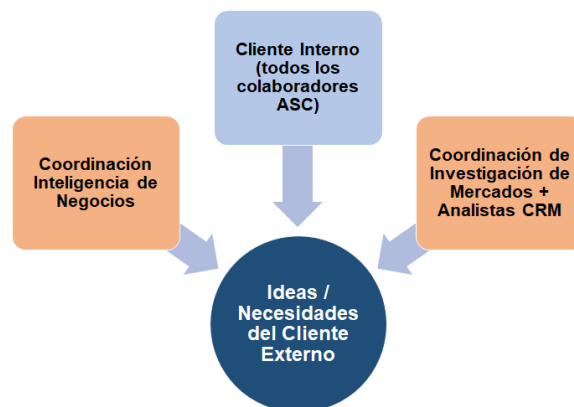 Cliente Interno
(todos los
colaboradores
ASC)
Coordinación
Inteligencia de
Negocios
Coordinación de
Investigación de
Mercados +
Analistas CRM
Ideas /
Necesidades
del Cliente
Externo